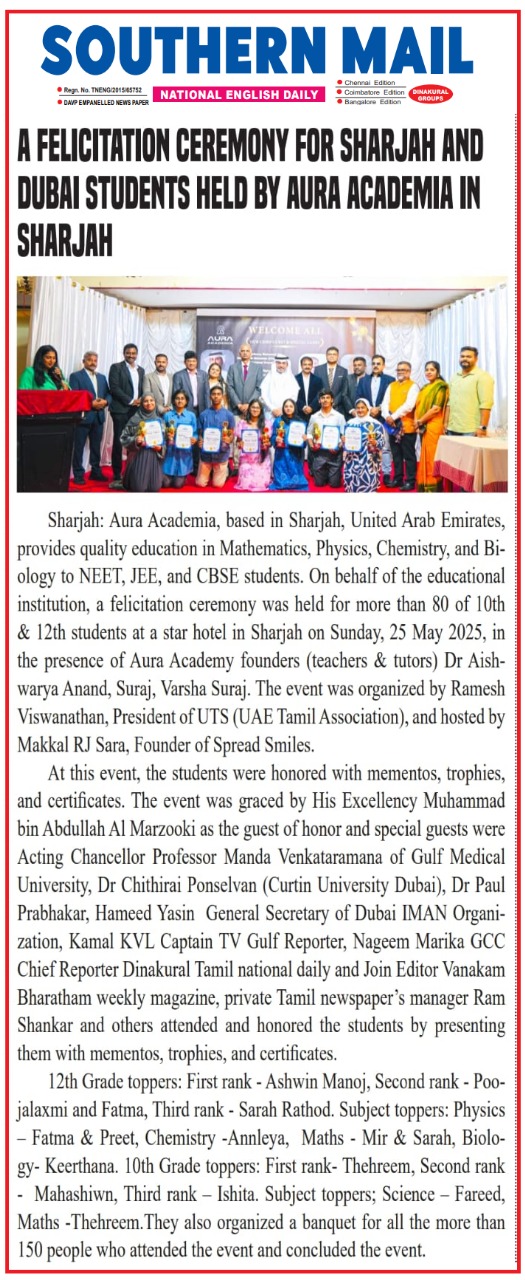 SOUTHERN MAIL
Regn. No. TNENG/2015/65752
DAVP EMPANELLED NEWS PAPER
NATIONAL ENGLISH DAILY
Chennai Edition
Coimbatore Edition
Bangalore Edition
DINAKURAL
GROUPS
A FELICITATION CEREMONY FOR SHARJAH AND
DUBAI STUDENTS HELD BY AURA ACADEMIA IN
SHARJAH
AURA
WELCOME ALL
Sharjah: Aura Academia, based in Sharjah, United Arab Emirates,
provides quality education in Mathematics, Physics, Chemistry, and Bi-
ology to NEET, JEE, and CBSE students. On behalf of the educational
institution, a felicitation ceremony was held for more than 80 of 10th
& 12th students at a star hotel in Sharjah on Sunday, 25 May 2025, in
the presence of Aura Academy founders (teachers & tutors) Dr Aish-
warya Anand, Suraj, Varsha Suraj. The event was organized by Ramesh
Viswanathan, President of UTS (UAE Tamil Association), and hosted by
Makkal RJ Sara, Founder of Spread Smiles.
At this event, the students were honored with mementos, trophies,
and certificates. The event was graced by His Excellency Muhammad
bin Abdullah Al Marzooki as the guest of honor and special guests were
Acting Chancellor Professor Manda Venkataramana of Gulf Medical
University, Dr Chithirai Ponselvan (Curtin University Dubai), Dr Paul
Prabhakar, Hameed Yasin General Secretary of Dubai IMAN Organi-
zation, Kamal KVL Captain TV Gulf Reporter, Nageem Marika GCC
Chief Reporter Dinakural Tamil national daily and Join Editor Vanakam
Bharatham weekly magazine, private Tamil newspaper's manager Ram
Shankar and others attended and honored the students by presenting
them with mementos, trophies, and certificates.
12th Grade toppers: First rank - Ashwin Manoj, Second rank - Poo-
jalaxmi and Fatma, Third rank - Sarah Rathod. Subject toppers: Physics
– Fatma & Preet, Chemistry -Annleya, Maths - Mir & Sarah, Biolo-
gy- Keerthana. 10th Grade toppers: First rank- Thehreem, Second rank
- Mahashiwn, Third rank – Ishita. Subject toppers; Science – Fareed,
Maths -Thehreem.They also organized a banquet for all the more than
150 people who attended the event and concluded the event.